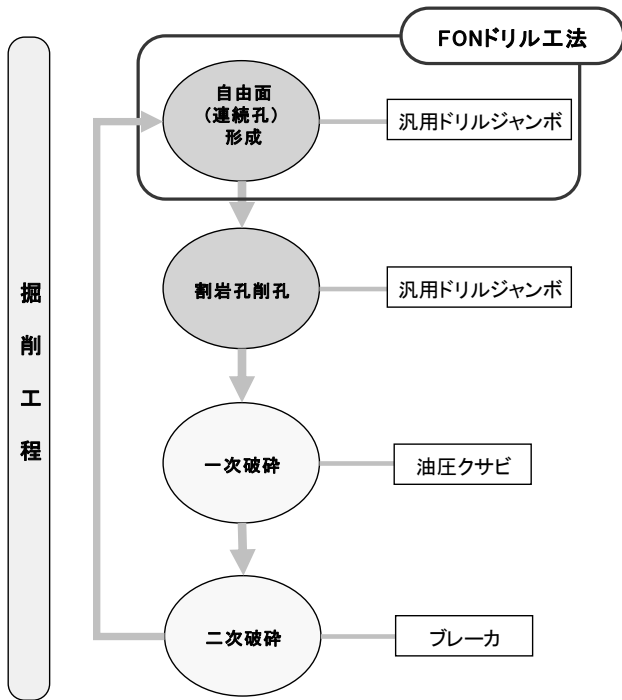 FONドリル工法
自由面
(連続孔)
形成
汎用ドリルジャンボ
割岩孔削孔
汎用ドリルジャンボ
掘削工程
一次破砕
油圧クサビ
二次破砕
ブレーカ